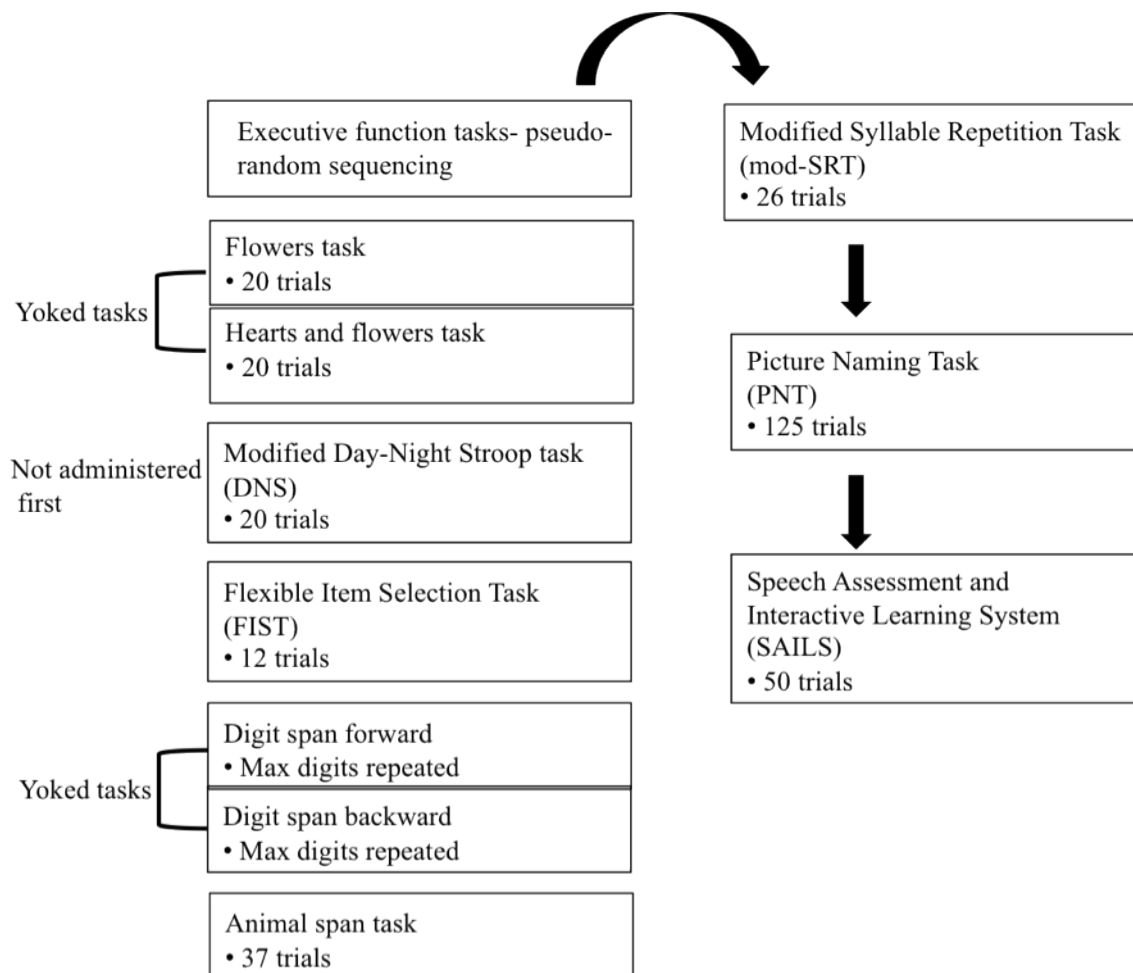 Executive function tasks- pseudo-
random sequencing
Yoked tasks
Flowers task
• 20 trials
Hearts and flowers task
• 20 trials
Not administered
first
Modified Day-Night Stroop task
(DNS)
• 20 trials
Flexible Item Selection Task
(FIST)
• 12 trials
Yoked tasks
Digit span forward
• Max digits repeated
Digit span backward
• Max digits repeated
Animal span task
• 37 trials
Modified Syllable Repetition Task
(mod-SRT)
• 26 trials
Picture Naming Task
(PNT)
• 125 trials
Speech Assessment and
Interactive Learning System
(SAILS)
• 50 trials